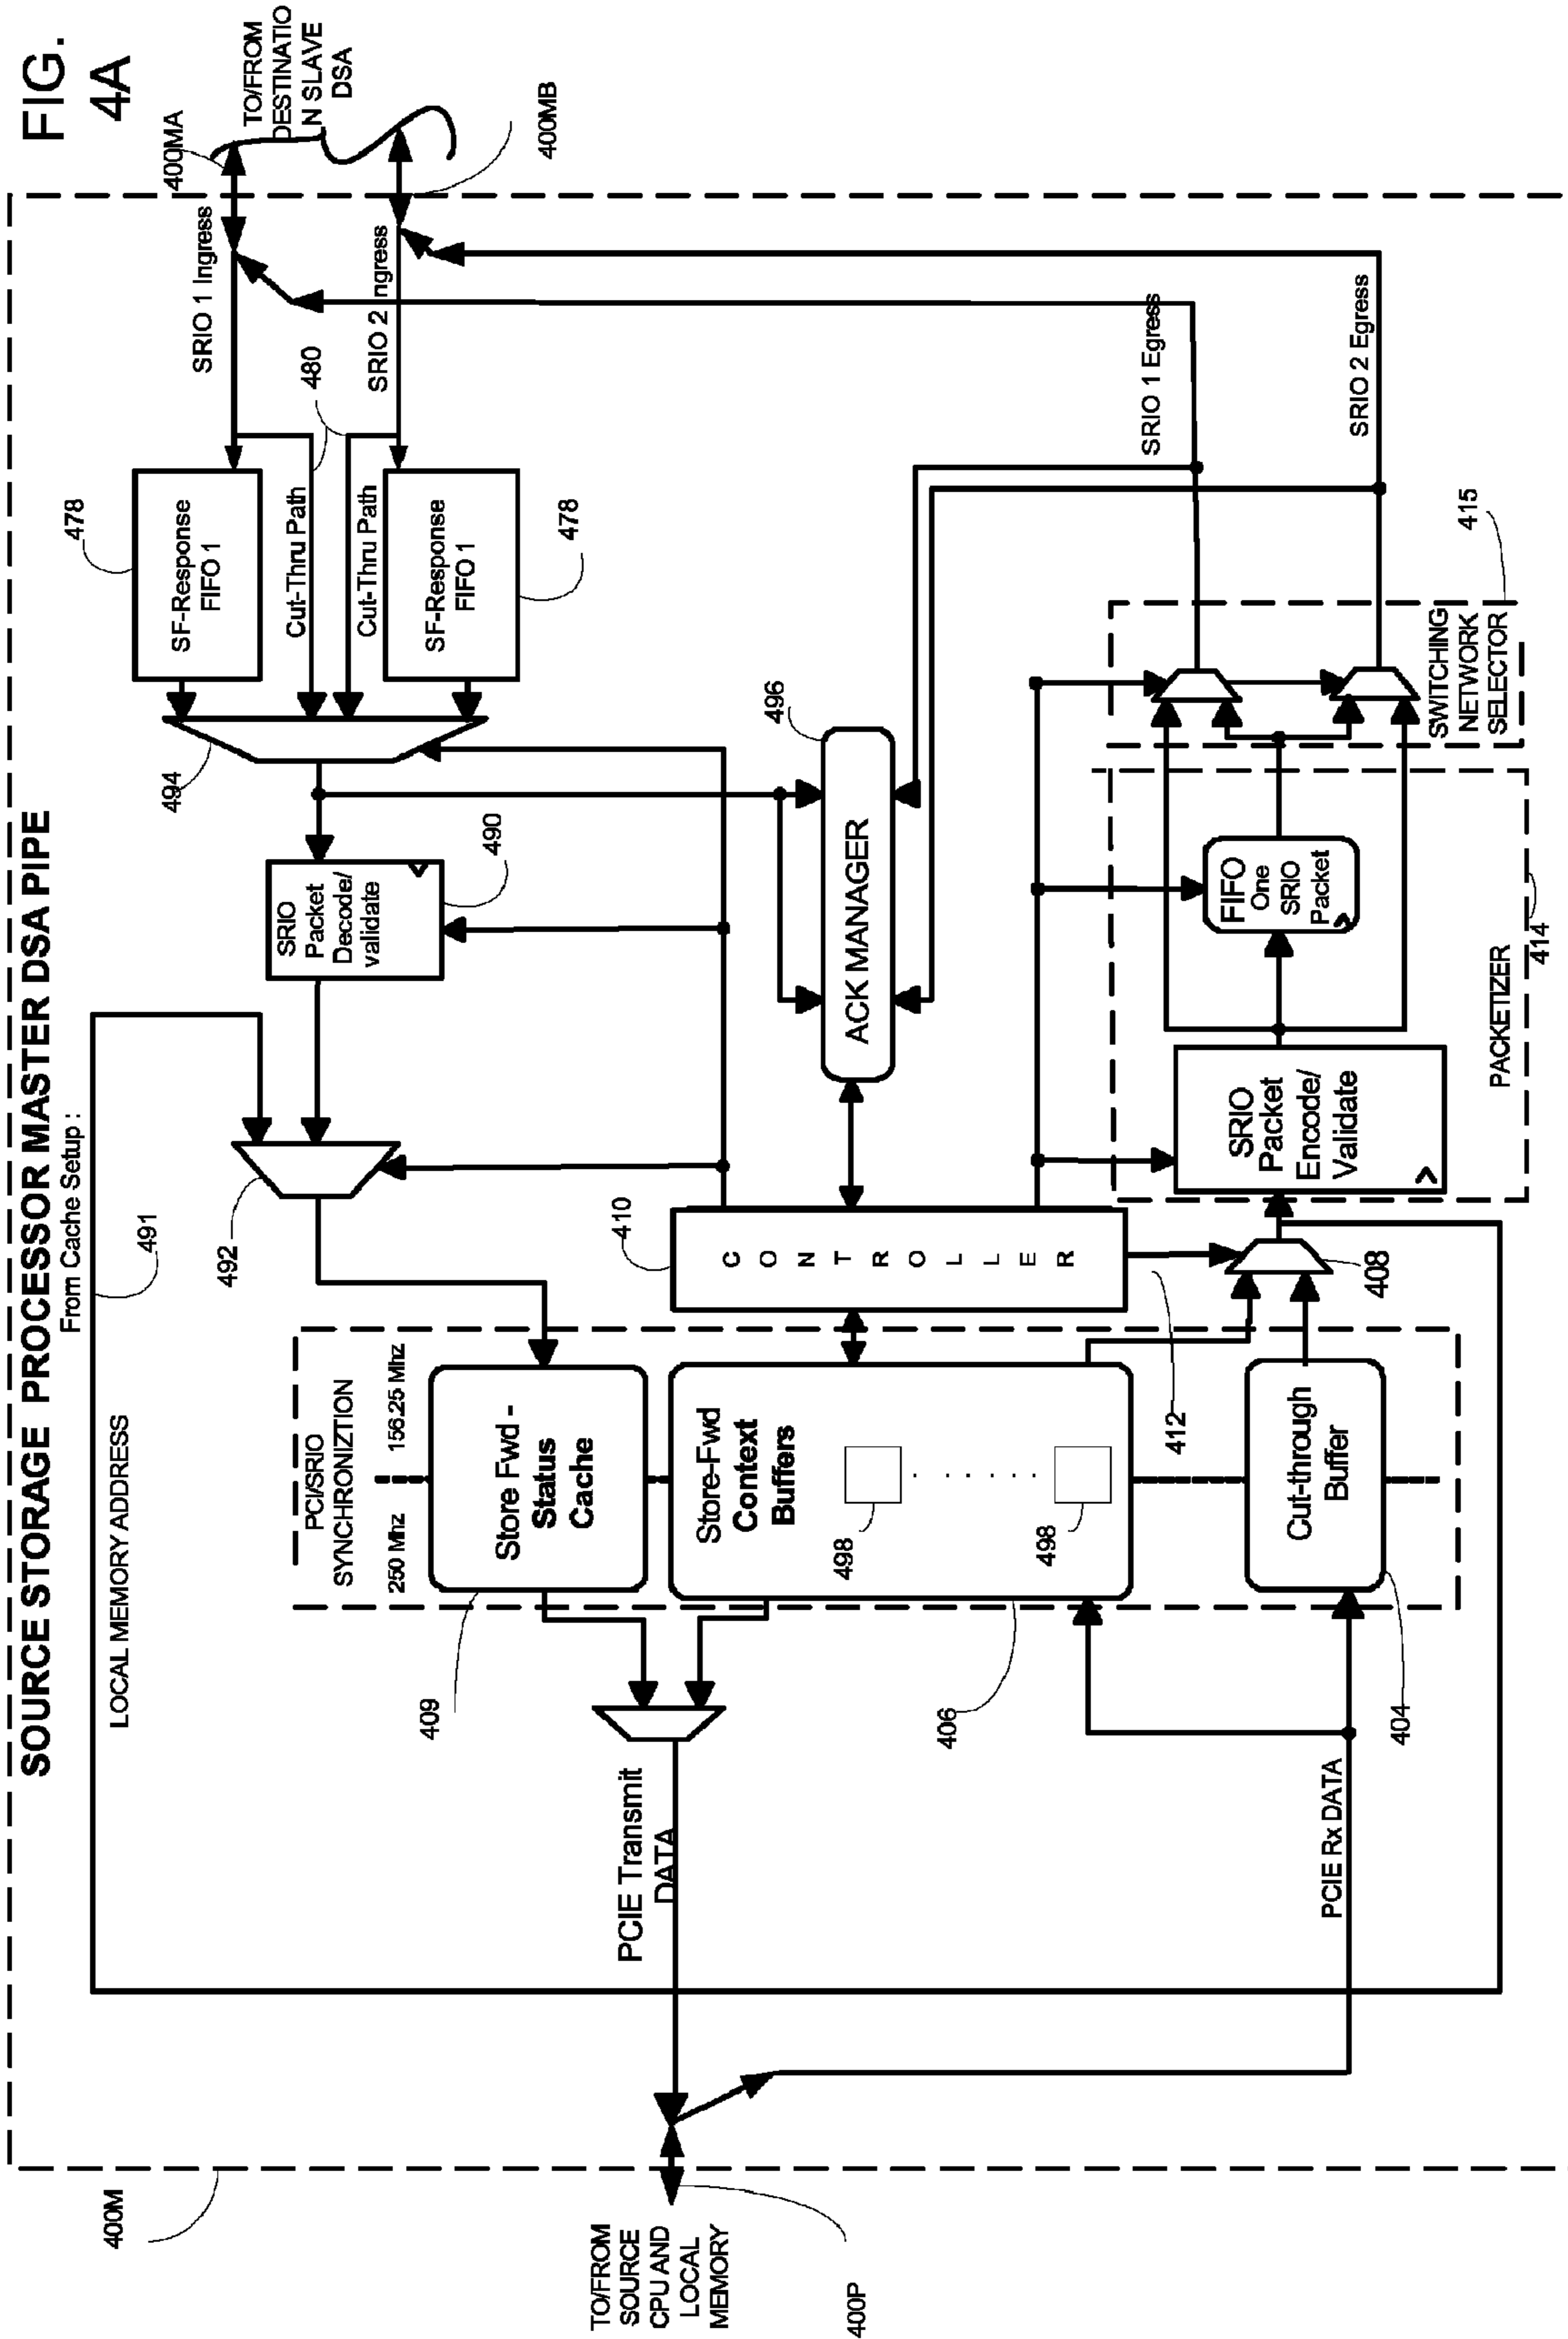 FIG.
4A
SOURCE STORAGE PROCESSOR MASTER DSA PIPE
400M
From Cache Setup :
491
LOCAL MEMORY ADDRESS
TO/FROM
SOURCE
CPU AND
LOCAL
MEMORY
400P
PCIE Transmit
DATA
PCIE Rx DATA
PCI/SRIO
SYNCHRONIZTION
250 Mhz
156.25 Mhz
409
Store Fwd -
Status
Cache
406
Store-Fwd
Context
Buffers
498
498
404
Cut-through
Buffer
492
410
C
O
N
T
R
O
L
L
E
R
412
408
490
SRIO
Packet
Decode/
validate
494
496
ACK MANAGER
478
SF-Response
FIFO 1
Cut-Thru Path
Cut-Thru Path
480
SF-Response
FIFO 1
478
SRIO 1 Ingress
SRIO 2 ngress
400MA
TO/FROM
DESTINATIO
N SLAVE
DSA
400MB
SRIO 1 Egress
SRIO 2 Egress
SRIO
Packet
Encode/
Validate
FIFO
One
SRIO
Packet
PACKETIZER
414
SWITCHING
NETWORK
SELECTOR
415